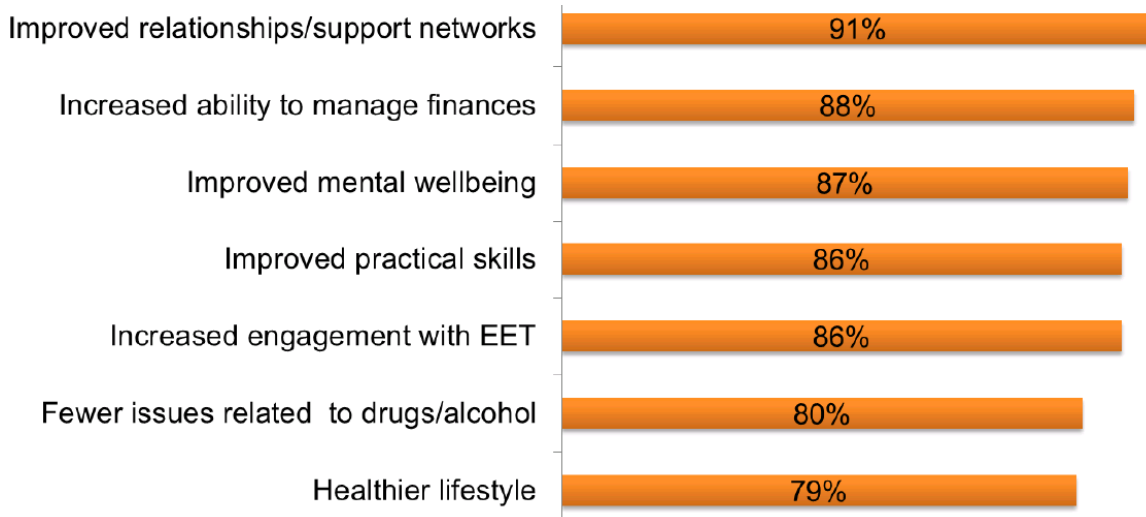 Improved relationships/support networks 91%
Increased ability to manage finances 88%
Improved mental wellbeing 87%
Improved practical skills 86%
Increased engagement with EET 86%
Fewer issues related  to drugs/alcohol 80%
Healthier lifestyle 79%